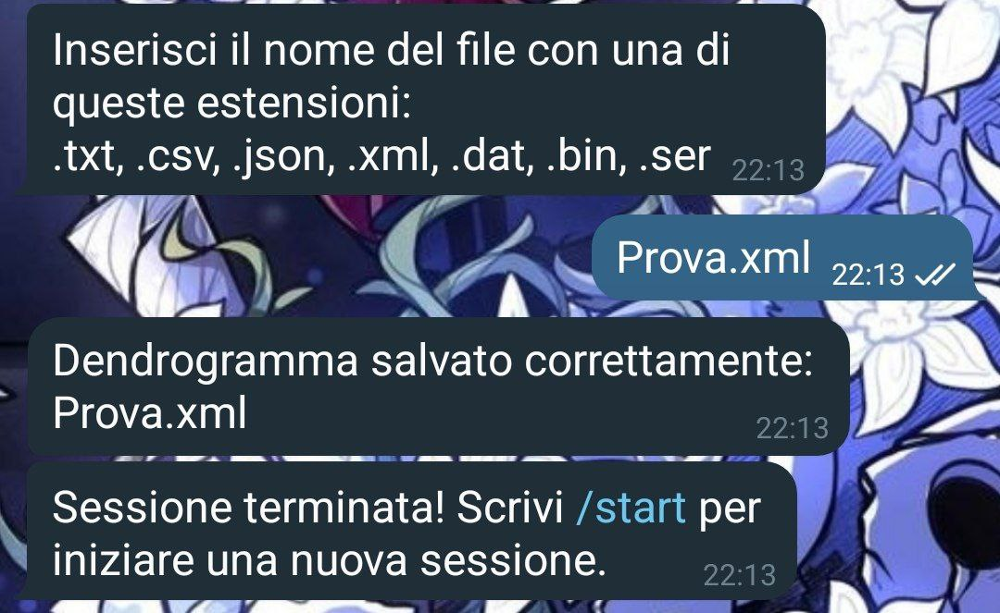 Inserisci il nome del file con una di
queste estensioni:
.txt, .csv, .json, .xml, .dat, .bin, .ser 22:13
Prova.xml 22:13
Dendrogramma salvato correttamente:
Prova.xml 22:13
Sessione terminata! Scrivi /start per
iniziare una nuova sessione. 22:13